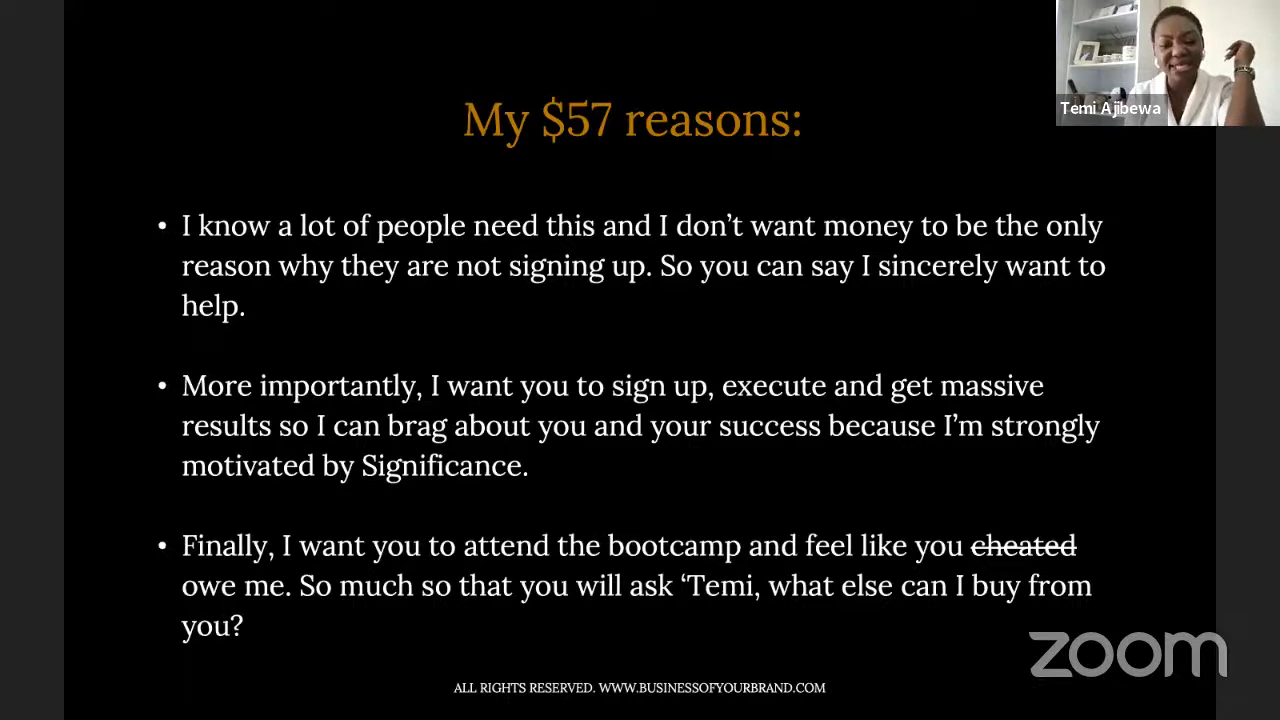 Temi Ajibewa
My $57 reasons:
• I know a lot of people need this and I don’t want money to be the only
reason why they are not signing up. So you can say I sincerely want to
help.
• More importantly, I want you to sign up, execute and get massive
results so I can brag about you and your success because I’m strongly
motivated by Significance.
• Finally, I want you to attend the bootcamp and feel like you cheated
owe me. So much so that you will ask ‘Temi, what else can I buy from
you?
zoom
ALL RIGHTS RESERVED. WWW.BUSINESSOFYOURBRAND.COM